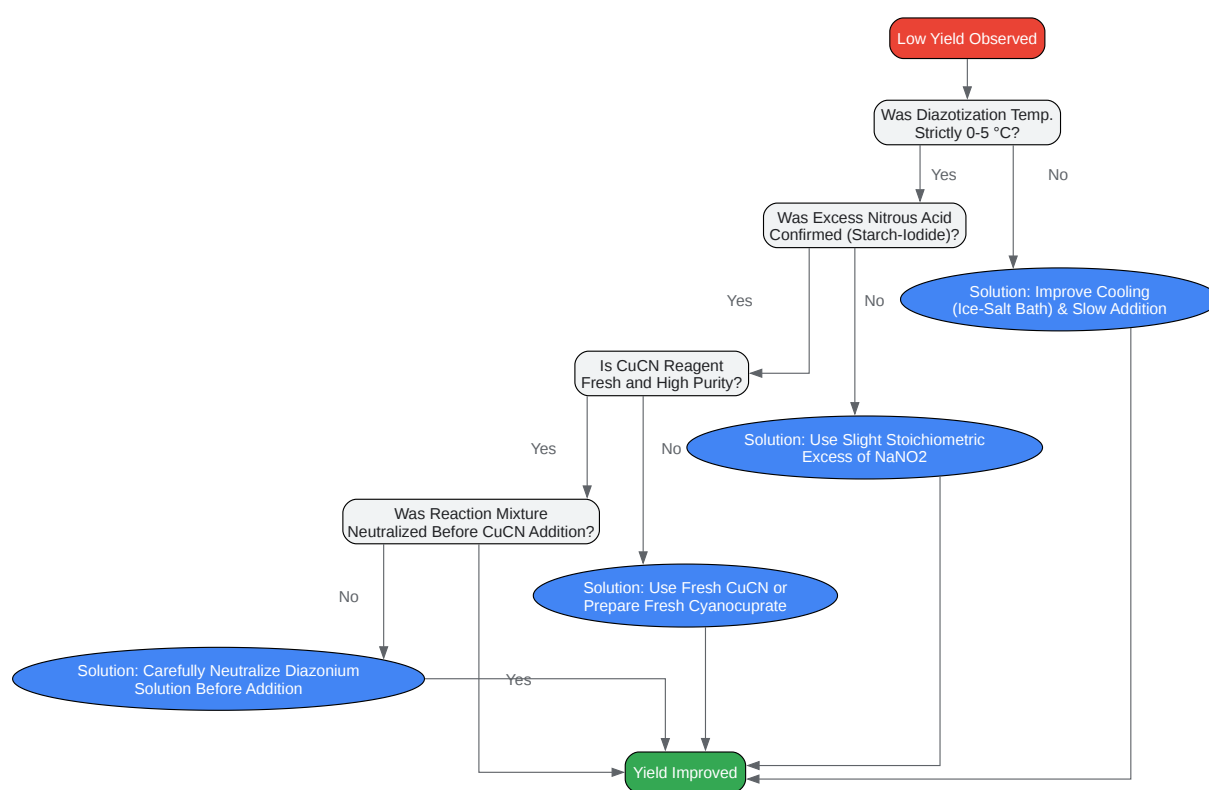 Low Yield Observed
Was Diazotization Temp.
Strictly 0-5 °C?
Yes
No
Was Excess Nitrous Acid
Confirmed (Starch-Iodide)?
Solution: Improve Cooling
(Ice-Salt Bath) & Slow Addition
Yes
No
Is CuCN Reagent
Fresh and High Purity?
Solution: Use Slight Stoichiometric
Excess of NaNO2
Yes
No
Was Reaction Mixture
Neutralized Before CuCN Addition?
Solution: Use Fresh CuCN or
Prepare Fresh Cyanocuprate
No
Solution: Carefully Neutralize Diazonium
Solution Before Addition
Yes
Yield Improved